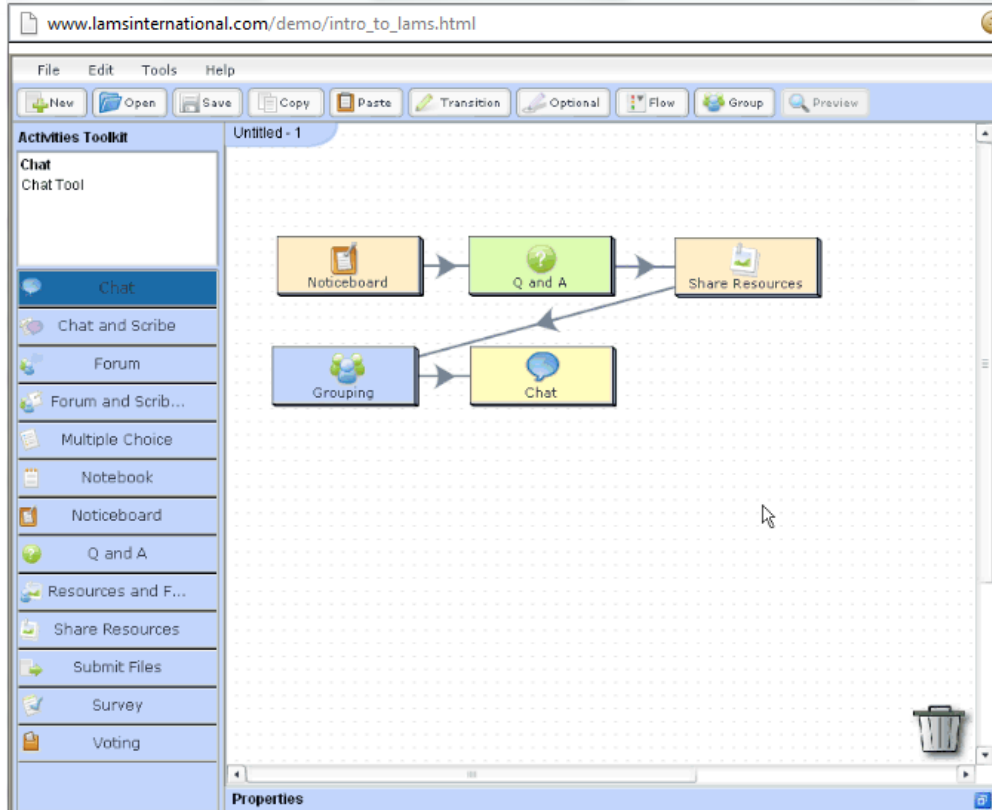 www.lamsinternational.com/demo/intro_to_lams.html
File Edit Tools Help
New Open Save Copy Paste Transition Optional Flow Group Preview
Activities Toolkit
Untitled - 1
Chat
Chat Tool
Noticeboard
Q and A
Share Resources
Grouping
Chat
Chat
Chat and Scribe
Forum
Forum and Scrib...
Multiple Choice
Notebook
Noticeboard
Q and A
Resources and F...
Share Resources
Submit Files
Survey
Voting
Properties